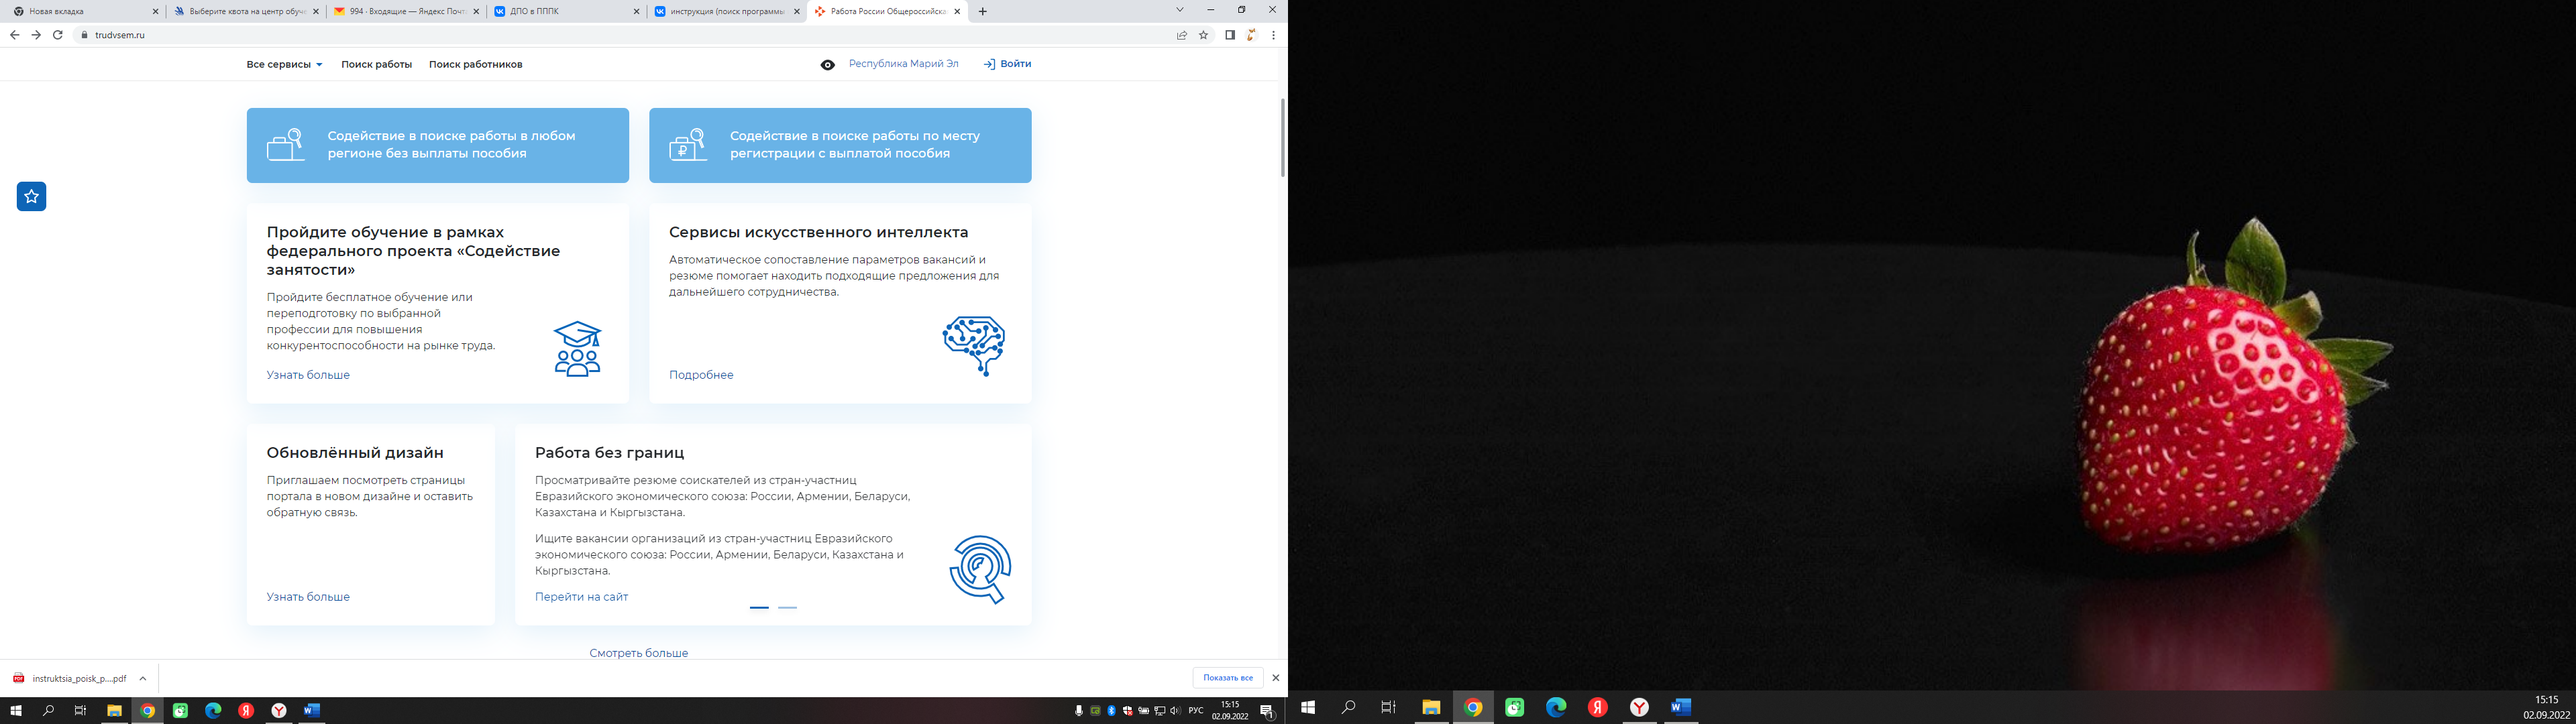 Новая вкладка
Выберите квота на центр обуче
994 · Входящие — Яндекс Почт
ДПО в ПППК
инструкция (поиск программы
Работа России Общероссийская
trudvsem.ru
Все сервисы
Поиск работы
Поиск работников
Республика Марий Эл
Войти
Содействие в поиске работы в любом
регионе без выплаты пособия
Содействие в поиске работы по месту
регистрации с выплатой пособия
Пройдите обучение в рамках
федерального проекта «Содействие
занятости»
Пройдите бесплатное обучение или
переподготовку по выбранной
профессии для повышения
конкурентоспособности на рынке труда.
Узнать больше
Сервисы искусственного интеллекта
Автоматическое сопоставление параметров вакансий и
резюме помогает находить подходящие предложения для
дальнейшего сотрудничества.
Подробнее
Обновлённый дизайн
Приглашаем посмотреть страницы
портала в новом дизайне и оставить
обратную связь.
Узнать больше
Работа без границ
Просматривайте резюме соискателей из стран-участниц
Евразийского экономического союза: России, Армении, Беларуси,
Казахстана и Кыргызстана.
Ищите вакансии организаций из стран-участниц Евразийского
экономического союза: России, Армении, Беларуси, Казахстана и
Кыргызстана.
Перейти на сайт
Смотреть больше
instruktsia_poisk_p....pdf
Показать все
РУС
15:15
02.09.2022
1
15:15
02.09.2022